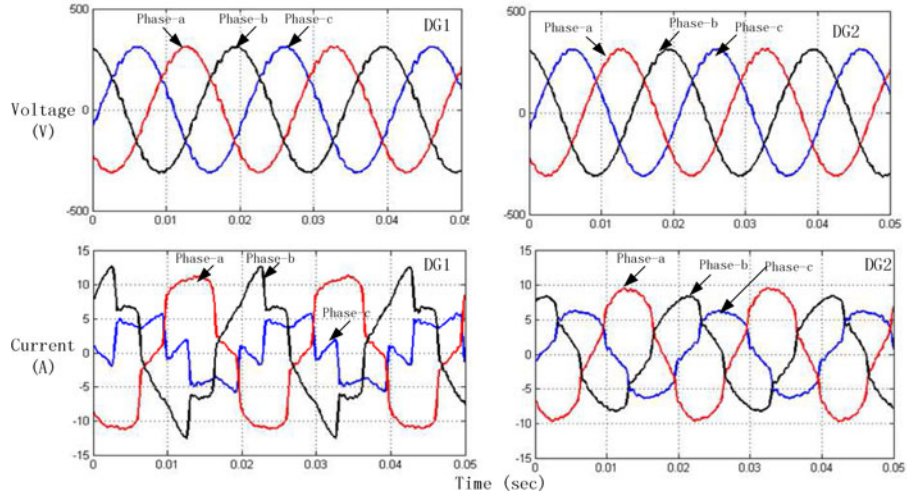 500
Phase-a
Phase-b
Phase-c
DG1
Voltage
(V)
0
-500
0
0.01
0.02
0.03
0.04
0.05
500
Phase-a
Phase-b
Phase-c
DG2
0
-500
0
0.01
0.02
0.03
0.04
0.05
15
10
5
0
-5
-10
-15
Phase-a
Phase-b
DG1
Phase-c
Current
(A)
0
0.01
0.02
0.03
0.04
0.05
15
10
5
0
-5
-10
-15
Phase-a
Phase-b
Phase-c
DG2
0
0.01
0.02
0.03
0.04
0.05
Time (sec)